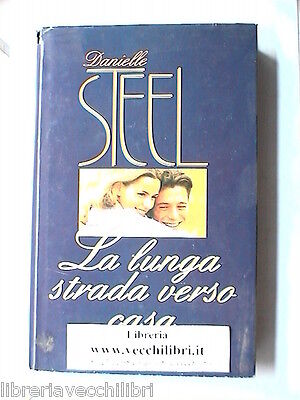 Danielle
STEEL
La lunga
strada verso
casa
Libreria
www.vecchilibri.it
libreriavecchilibri